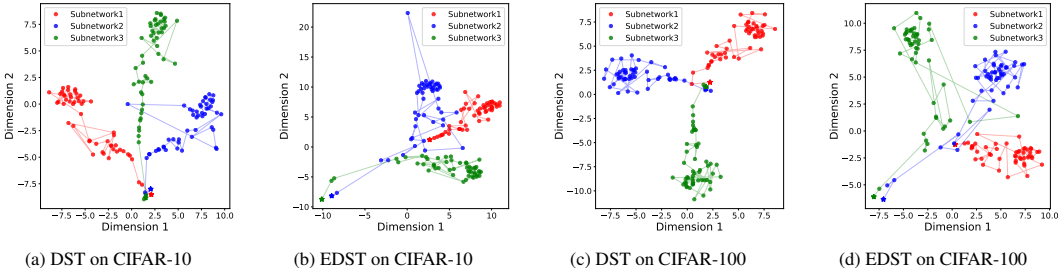 Subnetwork1
Subnetwork2
Subnetwork3
7.5
5.0
2.5
0.0
−2.5
−5.0
−7.5
Dimension 2
−7.5 −5.0 −2.5 0.0 2.5 5.0 7.5 10.0
Dimension 1
(a) DST on CIFAR-10
Subnetwork1
Subnetwork2
Subnetwork3
20
15
10
5
0
−5
−10
Dimension 2
−10 −5 0 5 10
Dimension 1
(b) EDST on CIFAR-10
Subnetwork1
Subnetwork2
Subnetwork3
7.5
5.0
2.5
0.0
−2.5
−5.0
−7.5
−10.0
Dimension 2
−7.5 −5.0 −2.5 0.0 2.5 5.0 7.5
Dimension 1
(c) DST on CIFAR-100
Subnetwork1
Subnetwork2
Subnetwork3
10.0
7.5
5.0
2.5
0.0
−2.5
−5.0
Dimension 2
−7.5 −5.0 −2.5 0.0 2.5 5.0 7.5 10.0
Dimension 1
(d) EDST on CIFAR-100